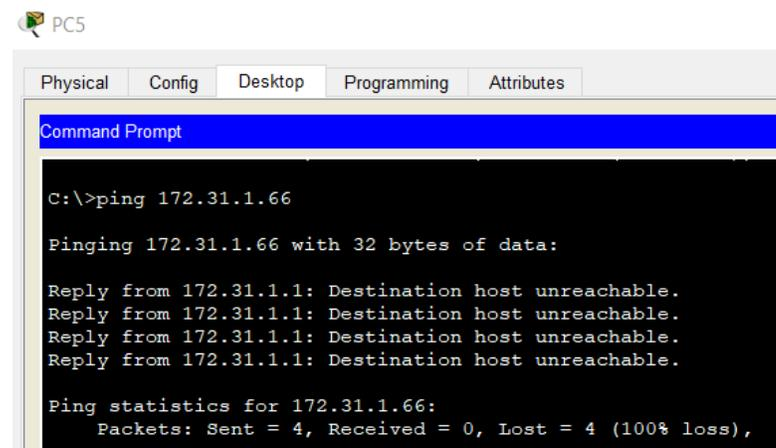 PC5
Physical Config Desktop Programming Attributes
Command Prompt
C:\>ping 172.31.1.66
Pinging 172.31.1.66 with 32 bytes of data:
Reply from 172.31.1.1: Destination host unreachable.
Reply from 172.31.1.1: Destination host unreachable.
Reply from 172.31.1.1: Destination host unreachable.
Reply from 172.31.1.1: Destination host unreachable.
Ping statistics for 172.31.1.66:
Packets: Sent = 4, Received = 0, Lost = 4 (100% loss),